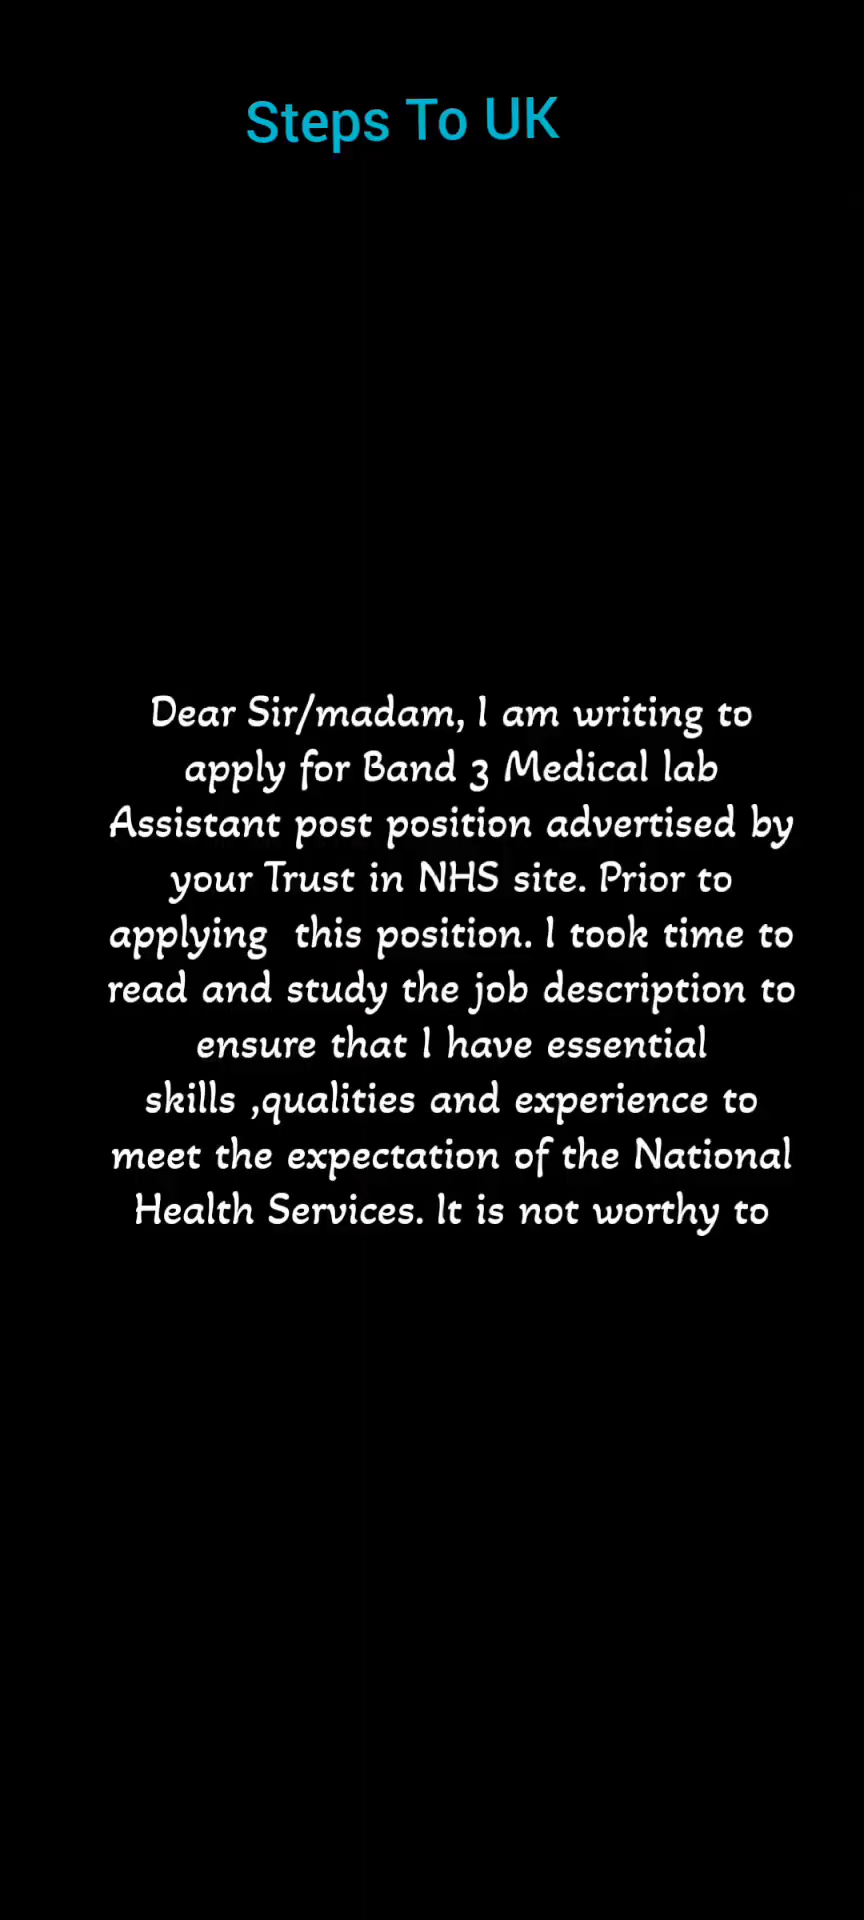 Steps To UK
Dear Sir/madam, I am writing to
apply for Band 3 Medical lab
Assistant post position advertised by
your Trust in NHS site. Prior to
applying  this position. I took time to
read and study the job description to
ensure that I have essential
skills ,qualities and experience to
meet the expectation of the National
Health Services. It is not worthy to